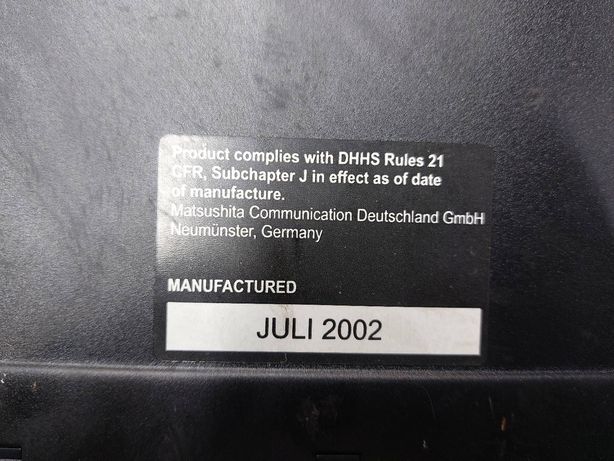 Product complies with DHHS Rules 21
CFR, Subchapter J in effect as of date
of manufacture.
Matsushita Communication Deutschland GmbH
Neumünster, Germany
MANUFACTURED
JULI 2002